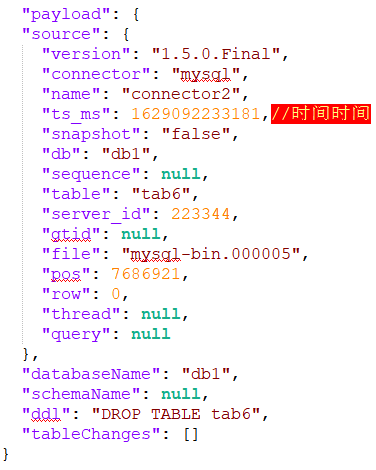 "payload": {
"source": {
"version": "1.5.0.Final",
"connector": "mysql",
"name": "connector2",
"ts_ms": 1629092233181,//时间时间
"snapshot": "false",
"db": "db1",
"sequence": null,
"table": "tab6",
"server_id": 223344,
"gtid": null,
"file": "mysql-bin.000005",
"pos": 7686921,
"row": 0,
"thread": null,
"query": null
},
"databaseName": "db1",
"schemaName": null,
"ddl": "DROP TABLE tab6",
"tableChanges": []
}